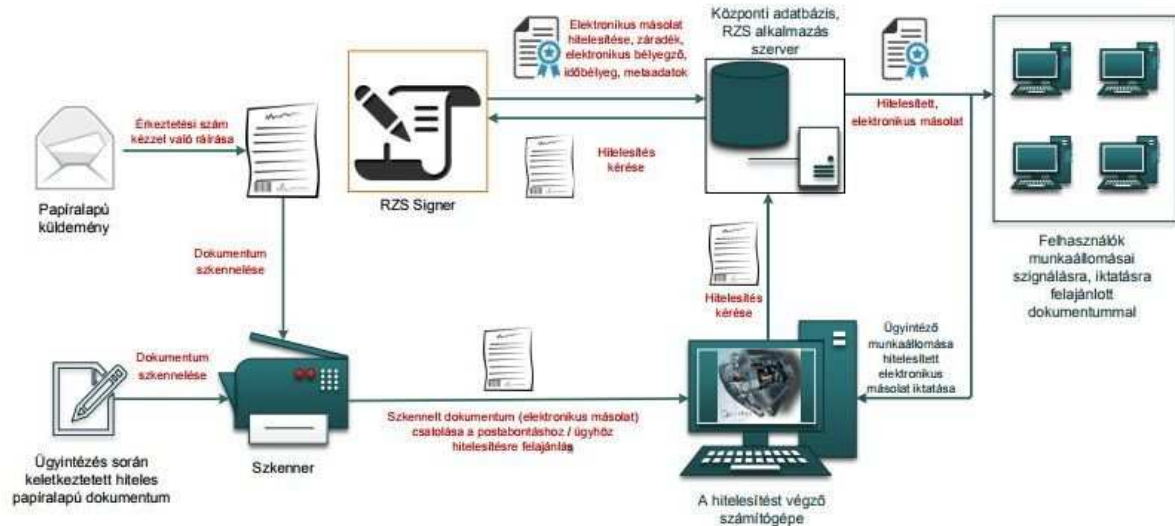 Elektronikus másolat
hitelesítése, záradék,
elektronikus bélyegző,
időbélyeg, metaadatok
Központi adatbázis,
RZS alkalmazás
szerver
Érkeztetési szám
kézzel való ráírása
Papíralapú
küldemény
RZS Signer
Hitelesítés
kérése
Hitelesített,
elektronikus másolat
Felhasználók
munkaállomásai
szignálásra, iktatásra
felajánlott
dokumentummal
Dokumentum
szkennelése
Hitelesítés
kérése
Ügyintéző
munkaállomása
hitelesített
elektronikus
másolat iktatása
Dokumentum
szkennelése
Szkennelt dokumentum (elektronikus másolat)
csatolása a postabontáshoz / ügyhöz
hitelesítésre felajánlás
Ügyintézés során
keletkeztetett hiteles
papíralapú dokumentum
Szkenner
A hitelesítést végző
számítógépe